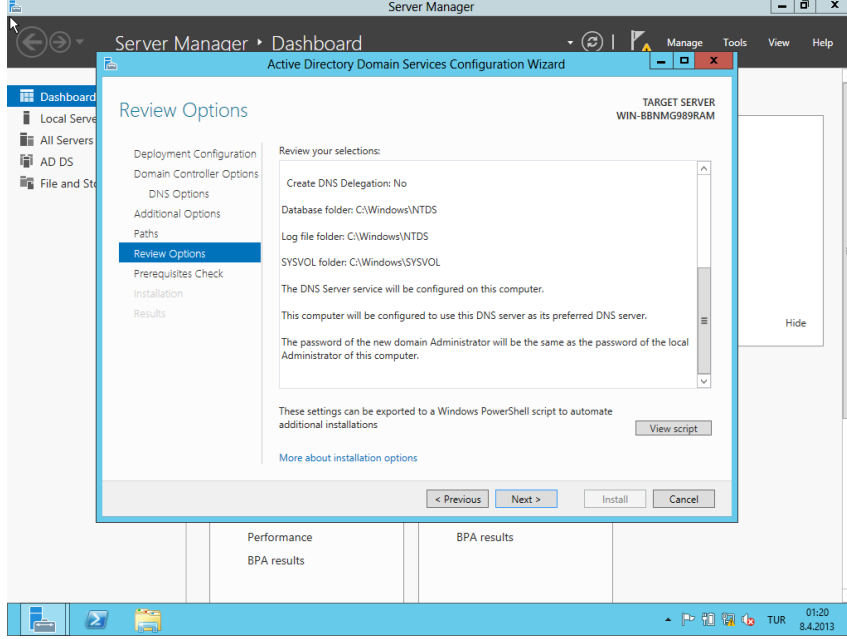 Server Manager
Server Manager ‣ Dashboard
Manage Tools View Help
Dashboard
Local Serve
All Servers
AD DS
File and Sto
Active Directory Domain Services Configuration Wizard
Review Options
TARGET SERVER
WIN-BBNMG989RAM
Deployment Configuration
Domain Controller Options
DNS Options
Additional Options
Paths
Review Options
Prerequisites Check
Installation
Results
Review your selections:
Create DNS Delegation: No
Database folder: C:\Windows\NTDS
Log file folder: C:\Windows\NTDS
SYSVOL folder: C:\Windows\SYSVOL
The DNS Server service will be configured on this computer.
This computer will be configured to use this DNS server as its preferred DNS server.
The password of the new domain Administrator will be the same as the password of the local
Administrator of this computer.
These settings can be exported to a Windows PowerShell script to automate
additional installations
View script
More about installation options
< Previous Next > Install Cancel
Hide
Performance
BPA results
BPA results
TUR
01:20
8.4.2013